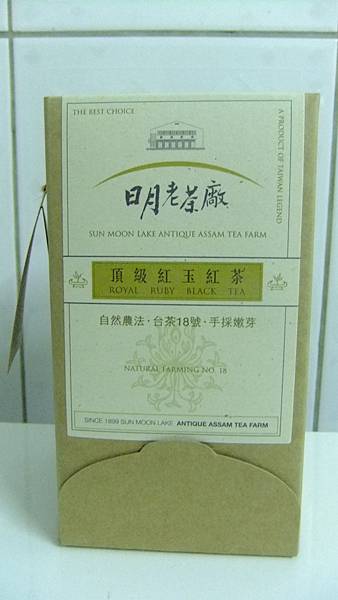 THE BEST CHOICE
A PRODUCT OF TAIWAN LEGEND
日月老茶廠
SUN MOON LAKE ANTIQUE ASSAM TEA FARM
頂級紅玉紅茶
ROYAL RUBY BLACK TEA
自然農法·台茶18號·手採嫩芽
NATURAL FARMING NO. 18
SINCE 1899 SUN MOON LAKE ANTIQUE ASSAM TEA FARM